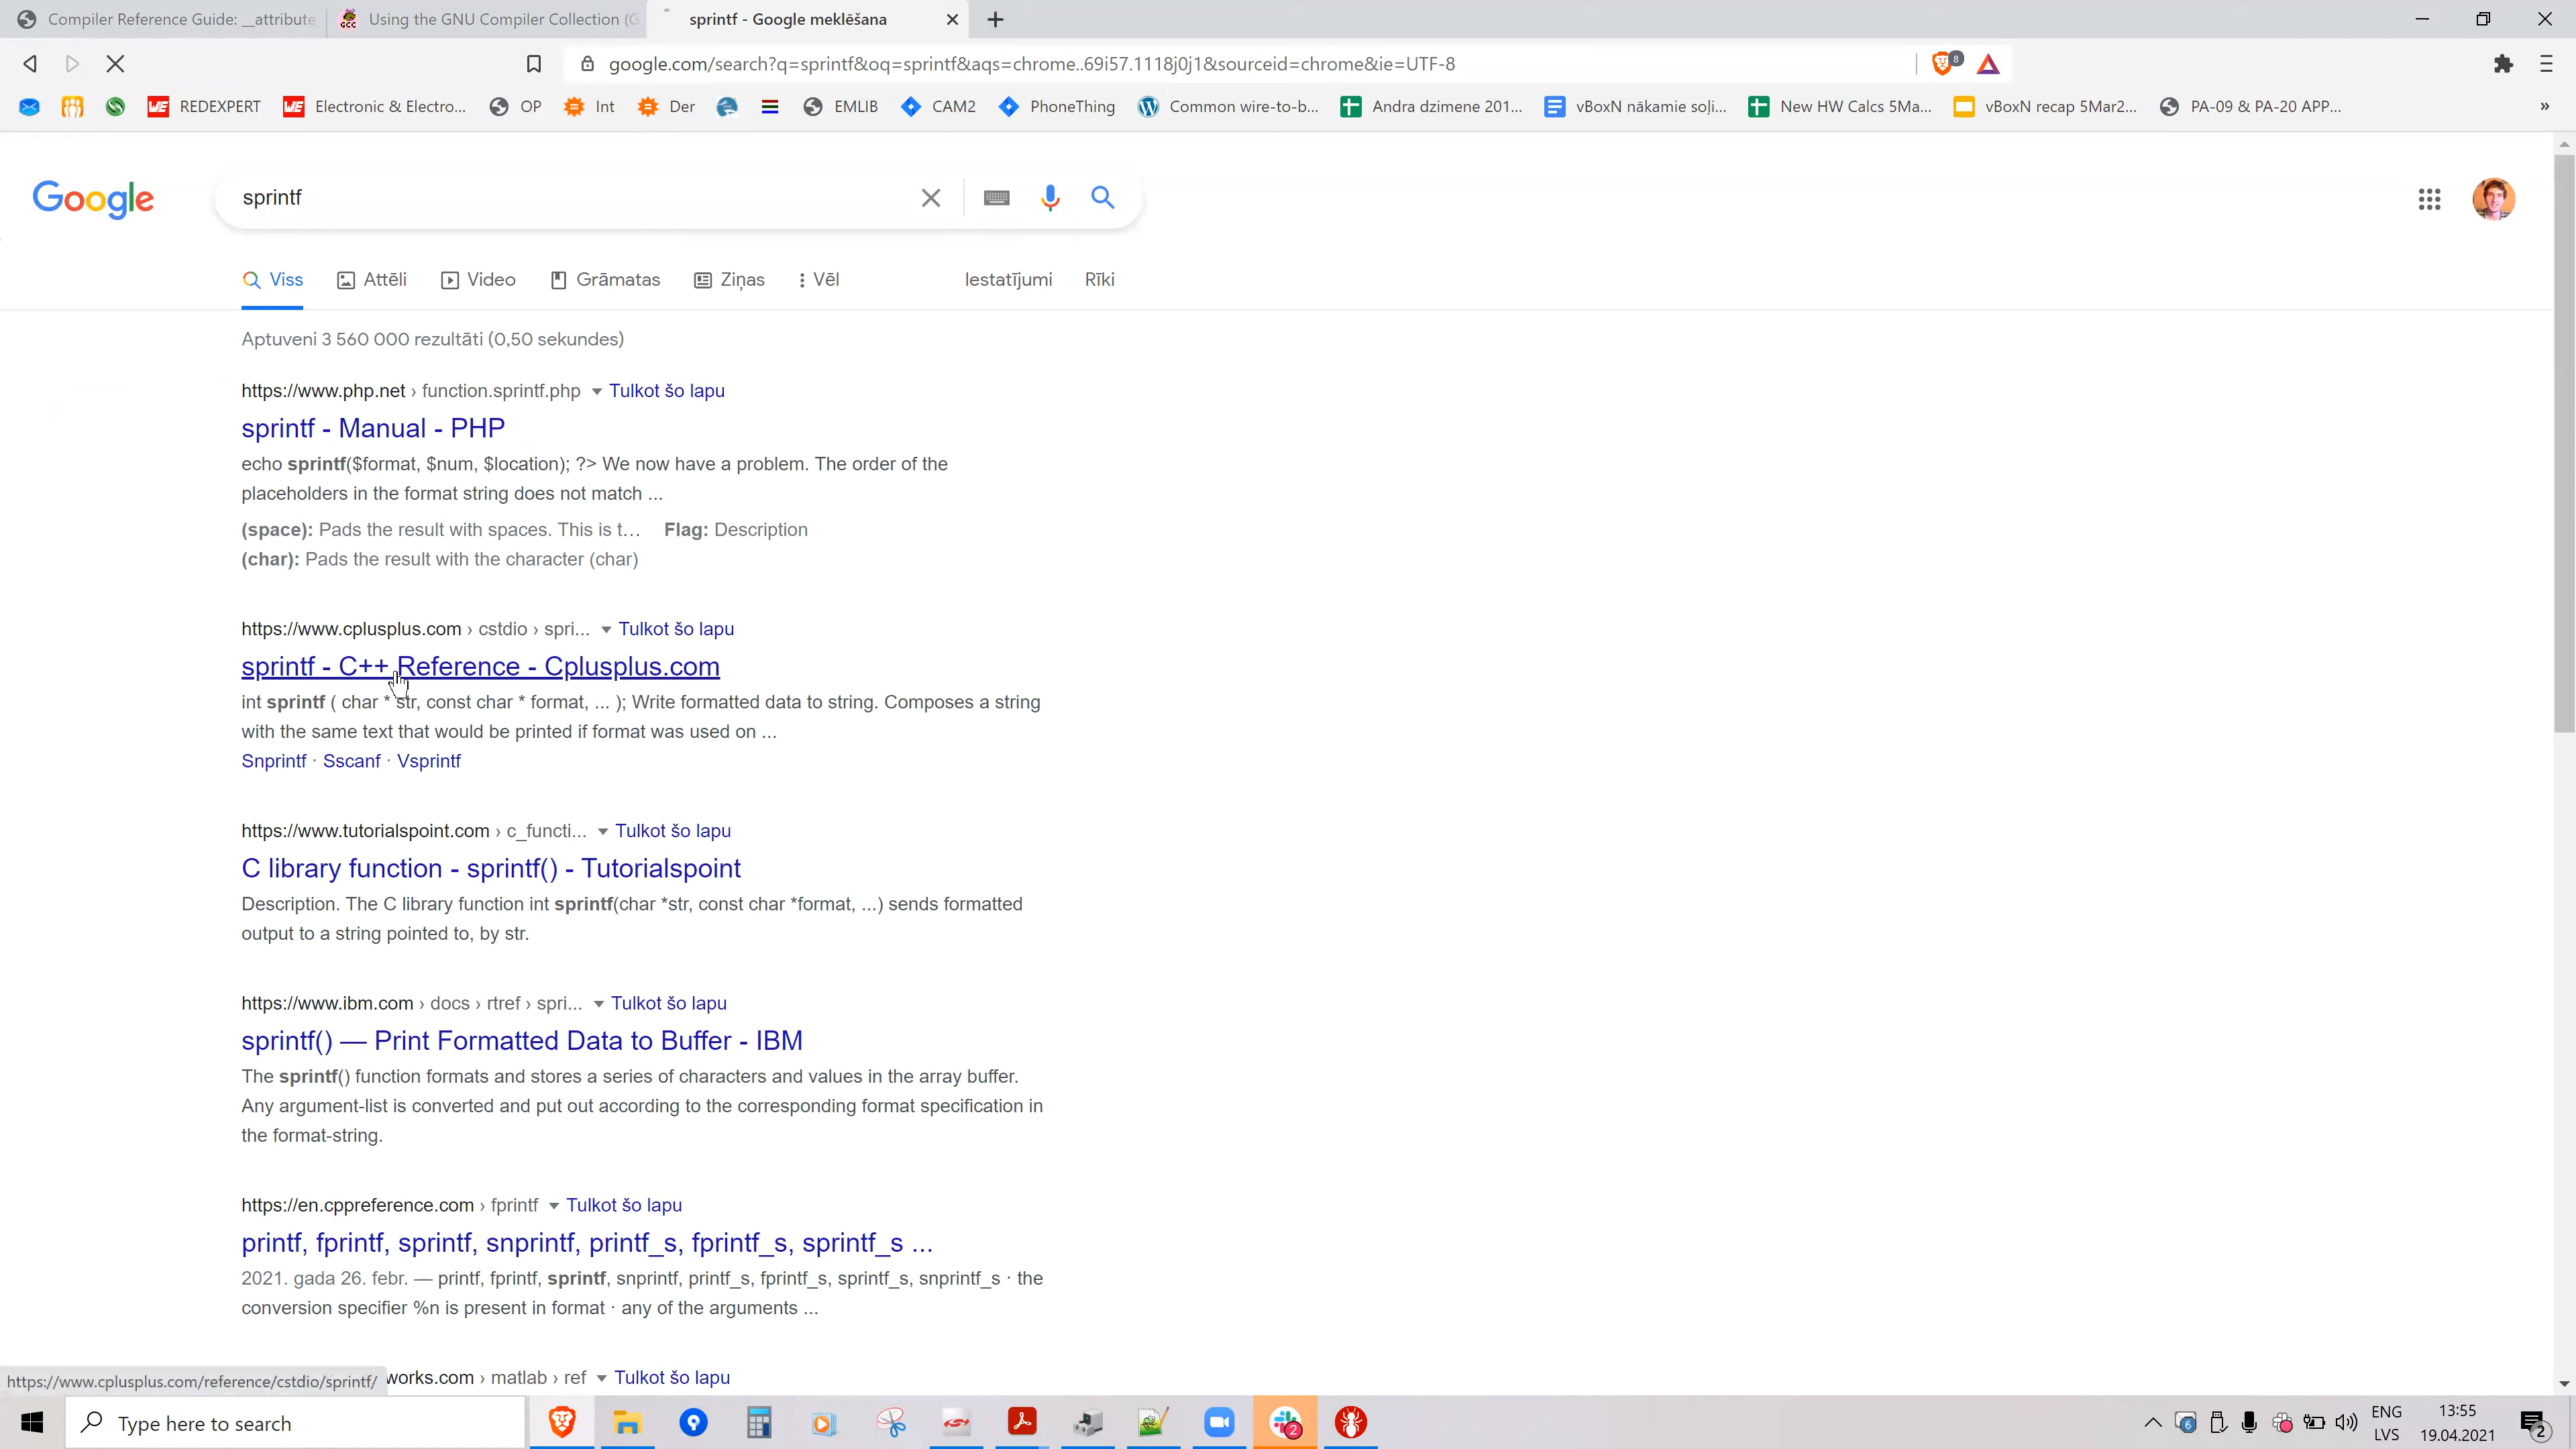 Compiler Reference Guide: __attribute
Using the GNU Compiler Collection (G
sprintf - Google meklēšana
google.com/search?q=sprintf&oq=sprintf&aqs=chrome..69i57.1118j0j1&sourceid=chrome&ie=UTF-8
8
WE REDEXPERT
WE Electronic & Electro...
OP
Int
Der
EMLIB
CAM2
PhoneThing
Common wire-to-b...
Andra dzimene 201...
vBoxN nākamie soļi...
New HW Calcs 5Ma...
vBoxN recap 5Mar2...
PA-09 & PA-20 APP...
»
Google
sprintf
Viss
Attēli
Video
Grāmatas
Ziņas
Vēl
Iestatījumi
Rīki
Aptuveni 3 560 000 rezultāti (0,50 sekundes)
https://www.php.net › function.sprintf.php Tulkot šo lapu
sprintf - Manual - PHP
echo sprintf($format, $num, $location); ?> We now have a problem. The order of the
placeholders in the format string does not match ...
(space): Pads the result with spaces. This is t... Flag: Description
(char): Pads the result with the character (char)
https://www.cplusplus.com › cstdio › spri... Tulkot šo lapu
sprintf - C++ Reference - Cplusplus.com
int sprintf ( char * str, const char * format, ... ); Write formatted data to string. Composes a string
with the same text that would be printed if format was used on ...
Snprintf · Sscanf · Vsprintf
https://www.tutorialspoint.com › c_functi... Tulkot šo lapu
C library function - sprintf() - Tutorialspoint
Description. The C library function int sprintf(char *str, const char *format, ...) sends formatted
output to a string pointed to, by str.
https://www.ibm.com › docs › rtref › spri... Tulkot šo lapu
sprintf() — Print Formatted Data to Buffer - IBM
The sprintf() function formats and stores a series of characters and values in the array buffer.
Any argument-list is converted and put out according to the corresponding format specification in
the format-string.
https://en.cppreference.com › fprintf Tulkot šo lapu
printf, fprintf, sprintf, snprintf, printf_s, fprintf_s, sprintf_s ...
2021. gada 26. febr. — printf, fprintf, sprintf, snprintf, printf_s, fprintf_s, sprintf_s, snprintf_s · the
conversion specifier %n is present in format · any of the arguments ...
works.com › matlab › ref Tulkot šo lapu
https://www.cplusplus.com/reference/cstdio/sprintf/
Type here to search
2
6
ENG
LVS
13:55
19.04.2021
2